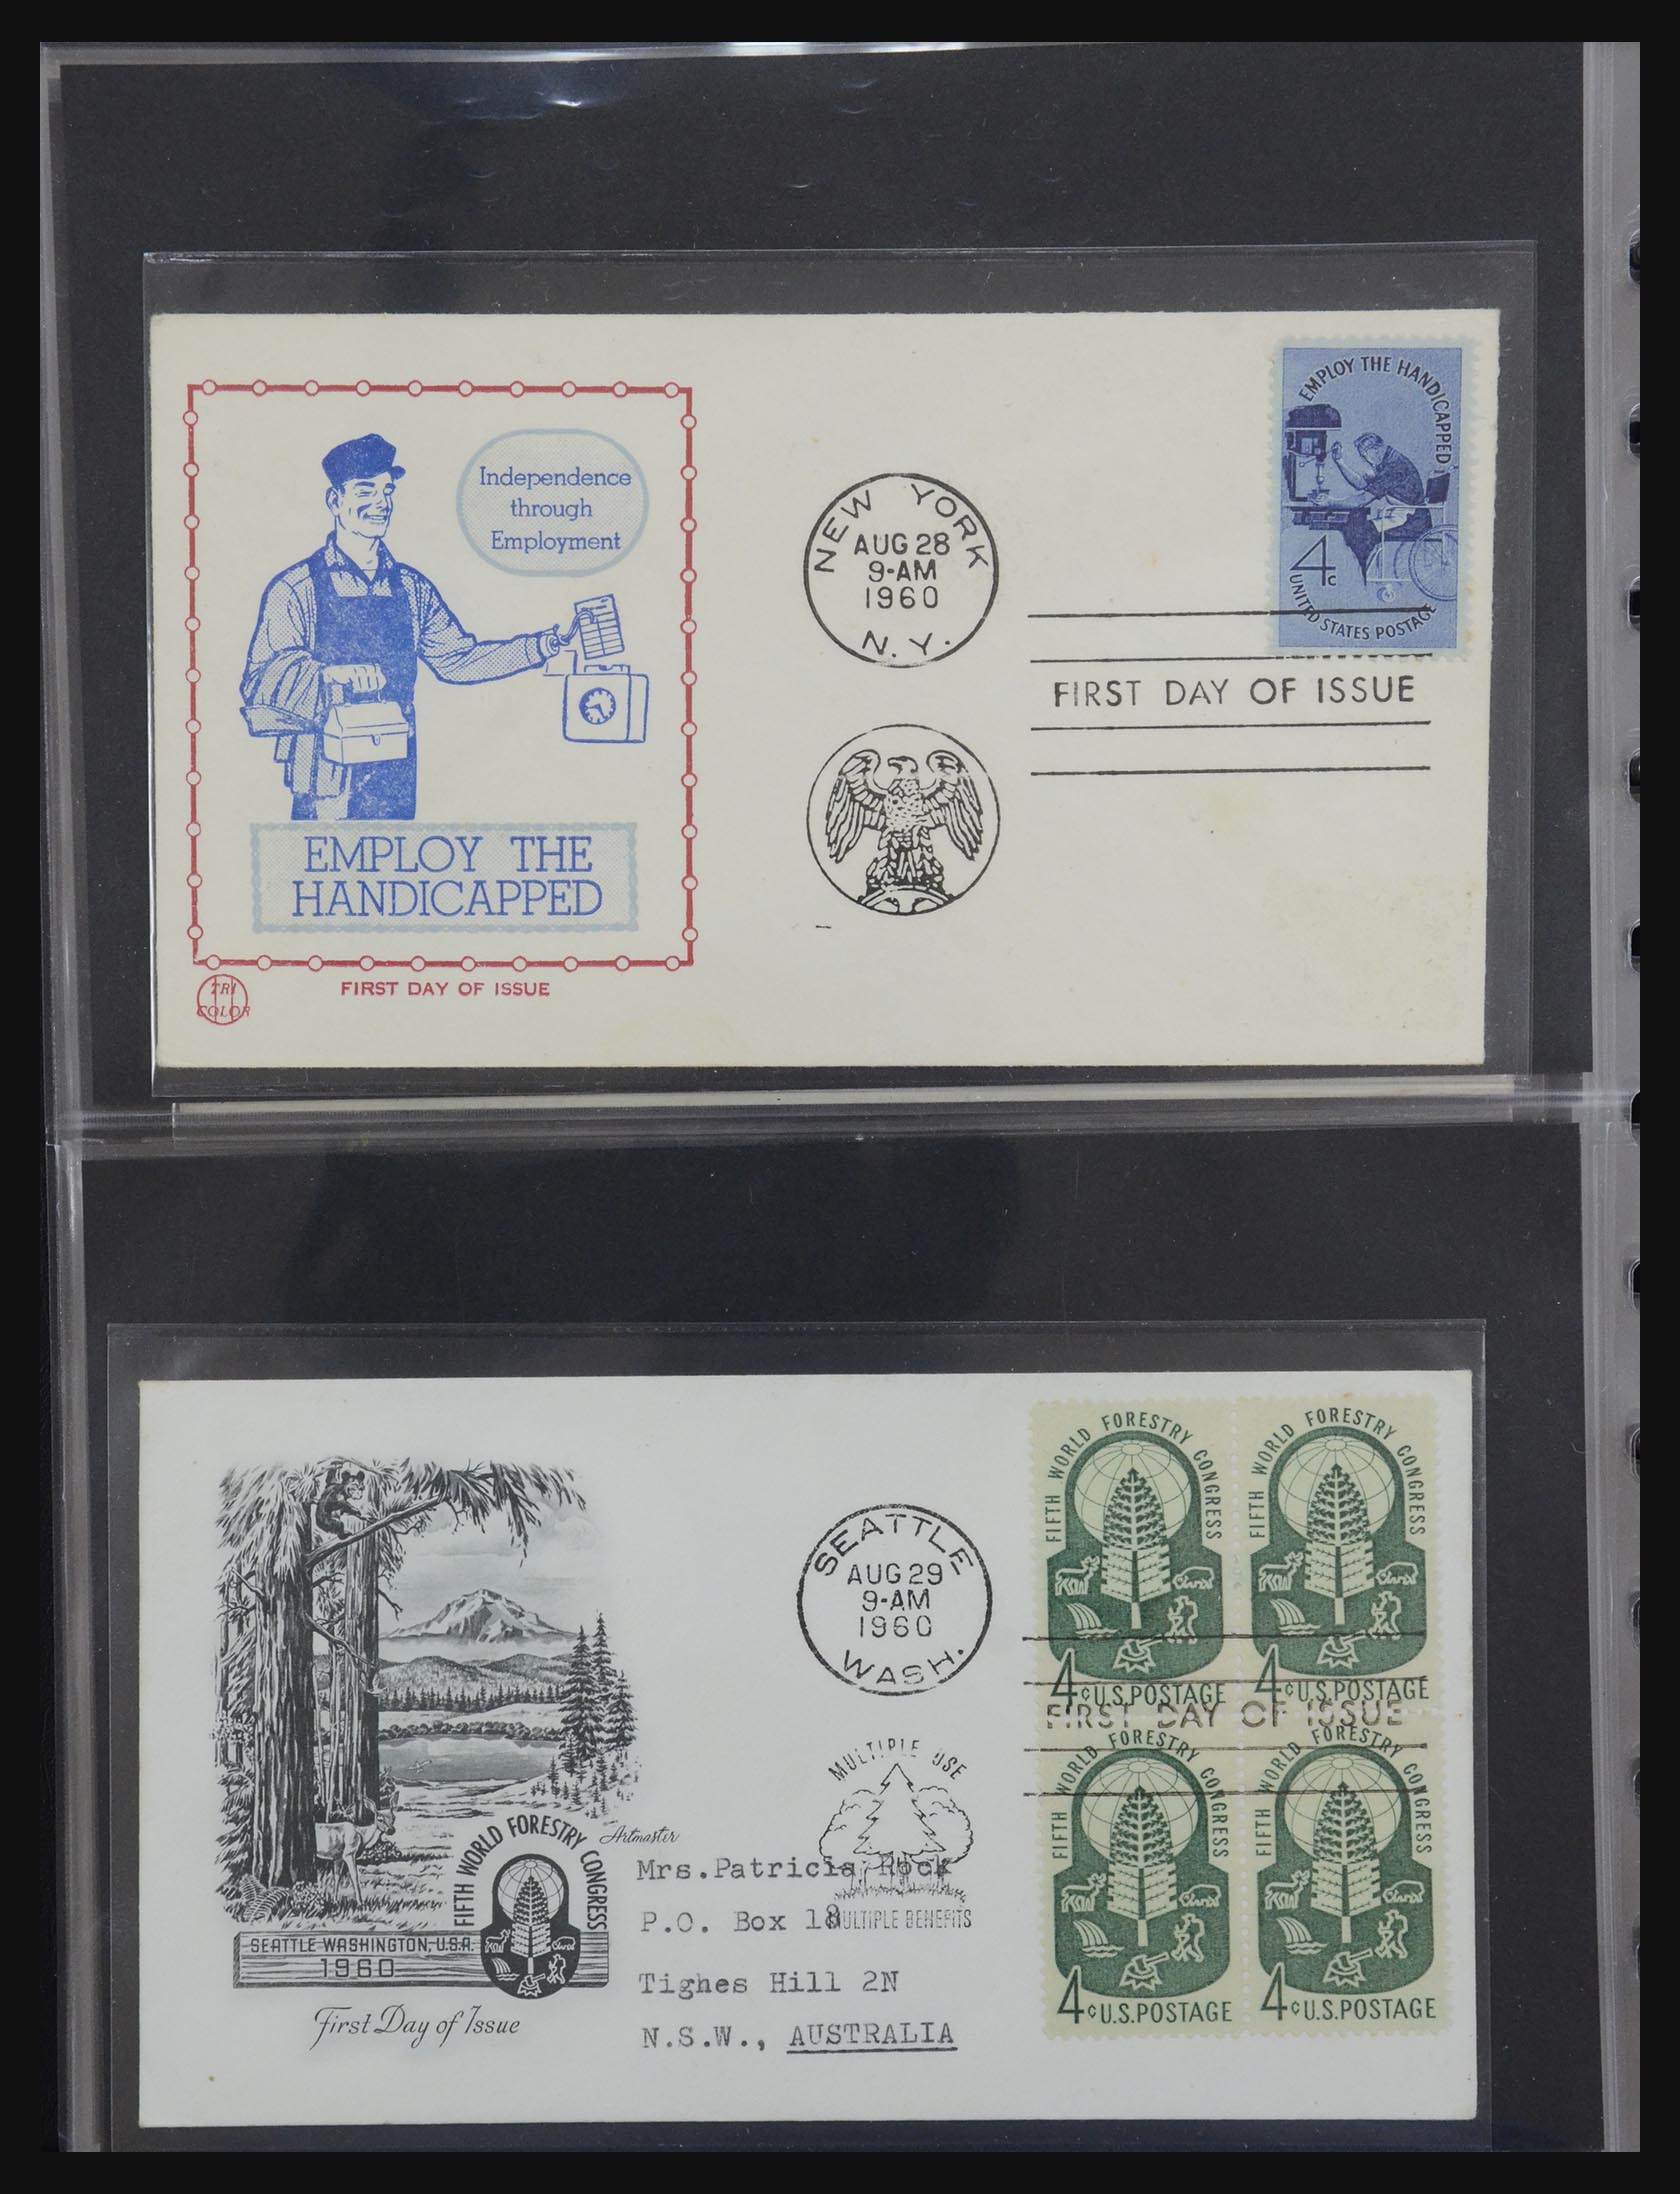 Independence
through
Employment
EMPLOY THE
HANDICAPPED
FIRST DAY OF ISSUE
TRI
COLOR
NEW YORK
AUG 28
9-AM
1960
N. Y.
EMPLOY THE HANDICAPPED
4c
UNITED STATES POSTAGE
FIRST DAY OF ISSUE
SEATTLE
AUG 29
9-AM
1960
WASH.
FIFTH WORLD FORESTRY CONGRESS
4c U.S. POSTAGE
FIFTH WORLD FORESTRY CONGRESS
4c U.S. POSTAGE
FIRST DAY OF ISSUE
FIFTH WORLD FORESTRY CONGRESS
4c U.S. POSTAGE
FIFTH WORLD FORESTRY CONGRESS
4c U.S. POSTAGE
MULTIPLE USE
MULTIPLE BENEFITS
Artmaster
FIFTH WORLD FORESTRY CONGRESS
SEATTLE WASHINGTON, U.S.A.
1960
First Day of Issue
Mrs.Patricia Rock
P.O. Box 18
Tighes Hill 2N
N.S.W., AUSTRALIA